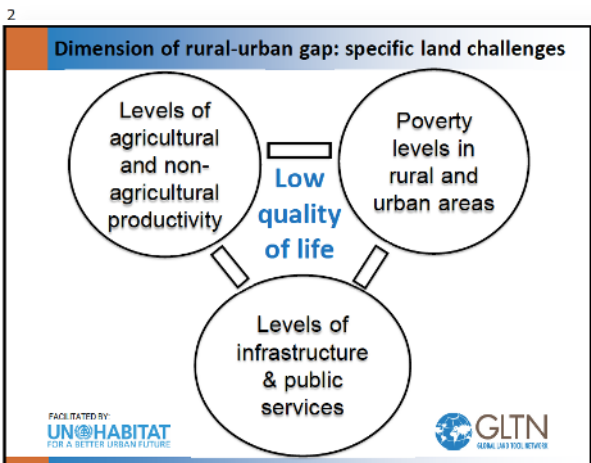 2
Dimension of rural-urban gap: specific land challenges
Levels of
agricultural
and non-
agricultural
productivity
Poverty
levels in
rural and
urban areas
Low
quality
of life
Levels of
infrastructure
& public
services
FACILITATED BY:
UN HABITAT
FOR A BETTER URBAN FUTURE
GLTN
GLOBAL LAND TOOL NETWORK